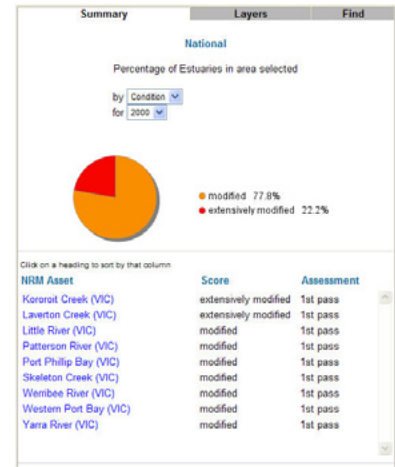 Summary Layers Find
National
Percentage of Estuaries in area selected
by Condition
for 2000
modified 77.8%
extensively modified 22.2%
Click on a heading to sort by that column
NRM Asset Score Assessment
Kororoit Creek (VIC) extensively modified 1st pass
Laverton Creek (VIC) extensively modified 1st pass
Little River (VIC) modified 1st pass
Patterson River (VIC) modified 1st pass
Port Phillip Bay (VIC) modified 1st pass
Skeleton Creek (VIC) modified 1st pass
Werribee River (VIC) modified 1st pass
Western Port Bay (VIC) modified 1st pass
Yarra River (VIC) modified 1st pass